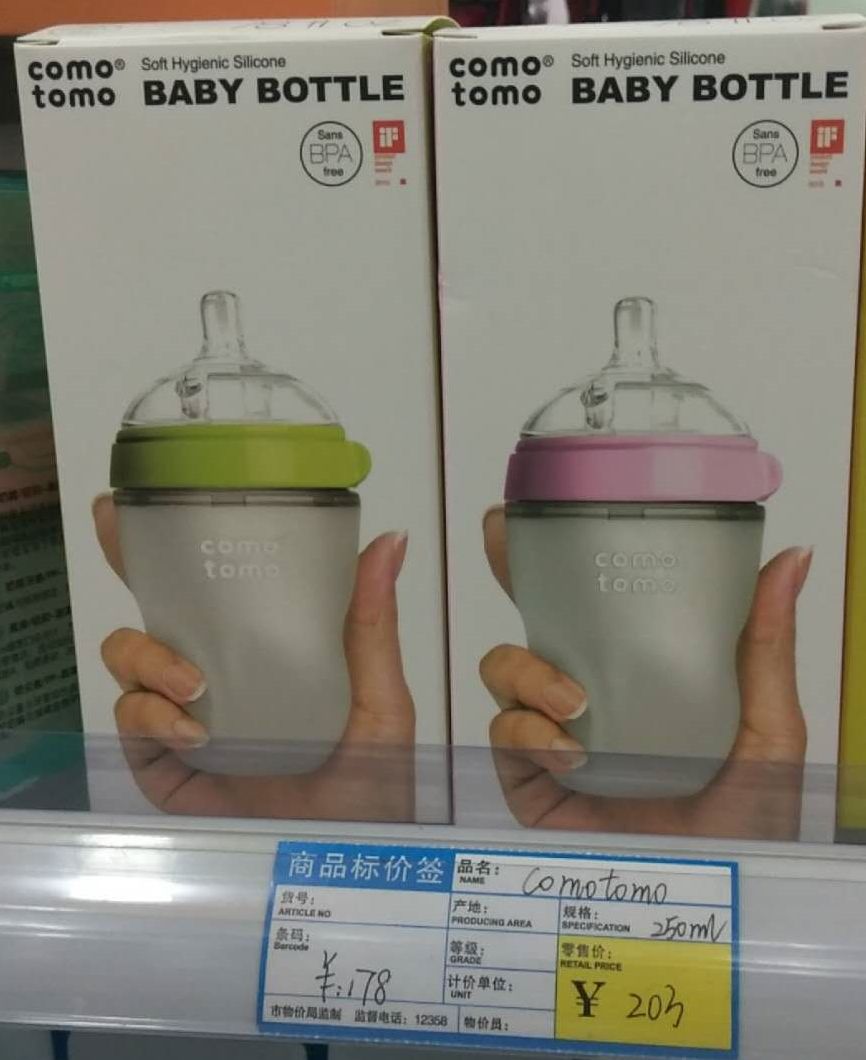 como® Soft Hygienic Silicone
tomo BABY BOTTLE
Sans
BPA
free
iF
como
tomo
como® Soft Hygienic Silicone
tomo BABY BOTTLE
Sans
BPA
free
iF
como
tomo
商品标价签
品名: comotomo
NAME
货号:
ARTICLE NO
产地:
PRODUCING AREA
规格: 250ml
SPECIFICATION
条码:
Barcode
¥:178
等级:
GRADE
零售价:
RETAIL PRICE
¥ 203
计价单位:
UNIT
市物价局监制 监督电话:12358 物价员: